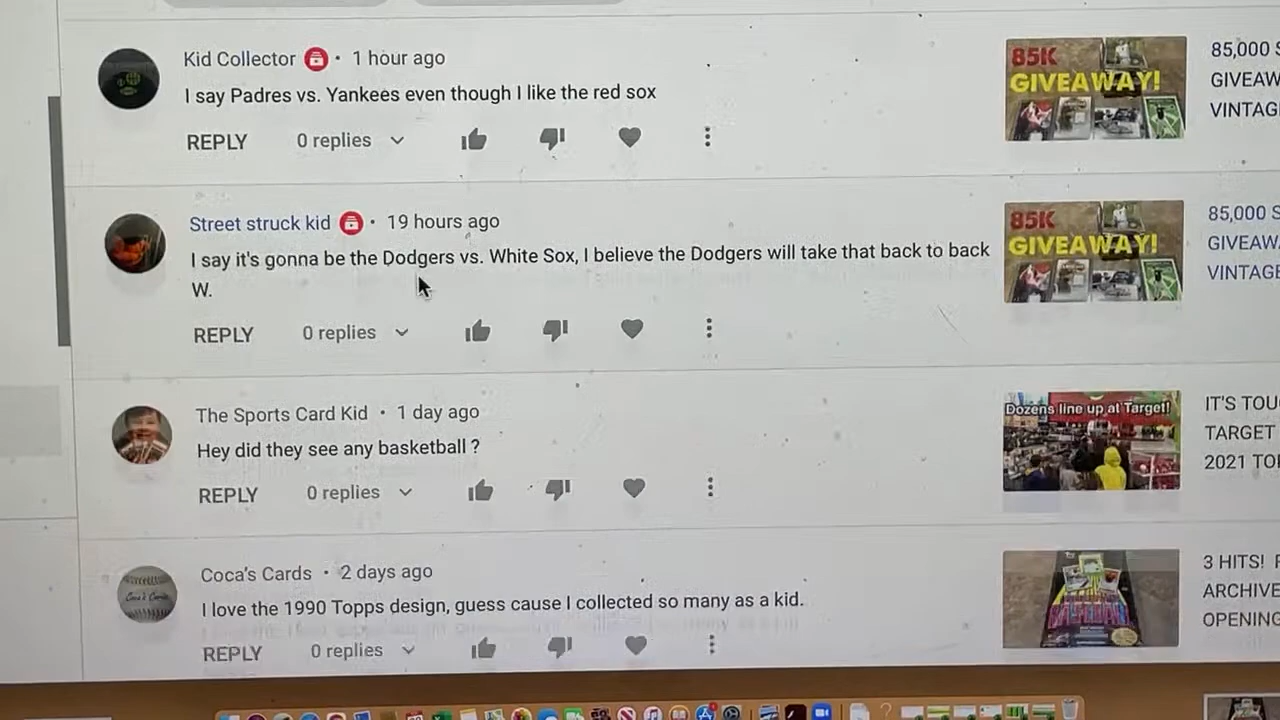 Kid Collector • 1 hour ago
I say Padres vs. Yankees even though I like the red sox
REPLY 0 replies
85K
GIVEAWAY!
85,000 S
GIVEAW
VINTAG
Street struck kid • 19 hours ago
I say it's gonna be the Dodgers vs. White Sox, I believe the Dodgers will take that back to back
W.
REPLY 0 replies
85K
GIVEAWAY!
85,000 S
GIVEAW
VINTAGE
The Sports Card Kid • 1 day ago
Hey did they see any basketball ?
REPLY 0 replies
Dozens line up at Target!
IT'S TOU
TARGET
2021 TOP
Coca's Cards • 2 days ago
I love the 1990 Topps design, guess cause I collected so many as a kid.
REPLY 0 replies
BASEBALL
3 HITS!
ARCHIVE
OPENING